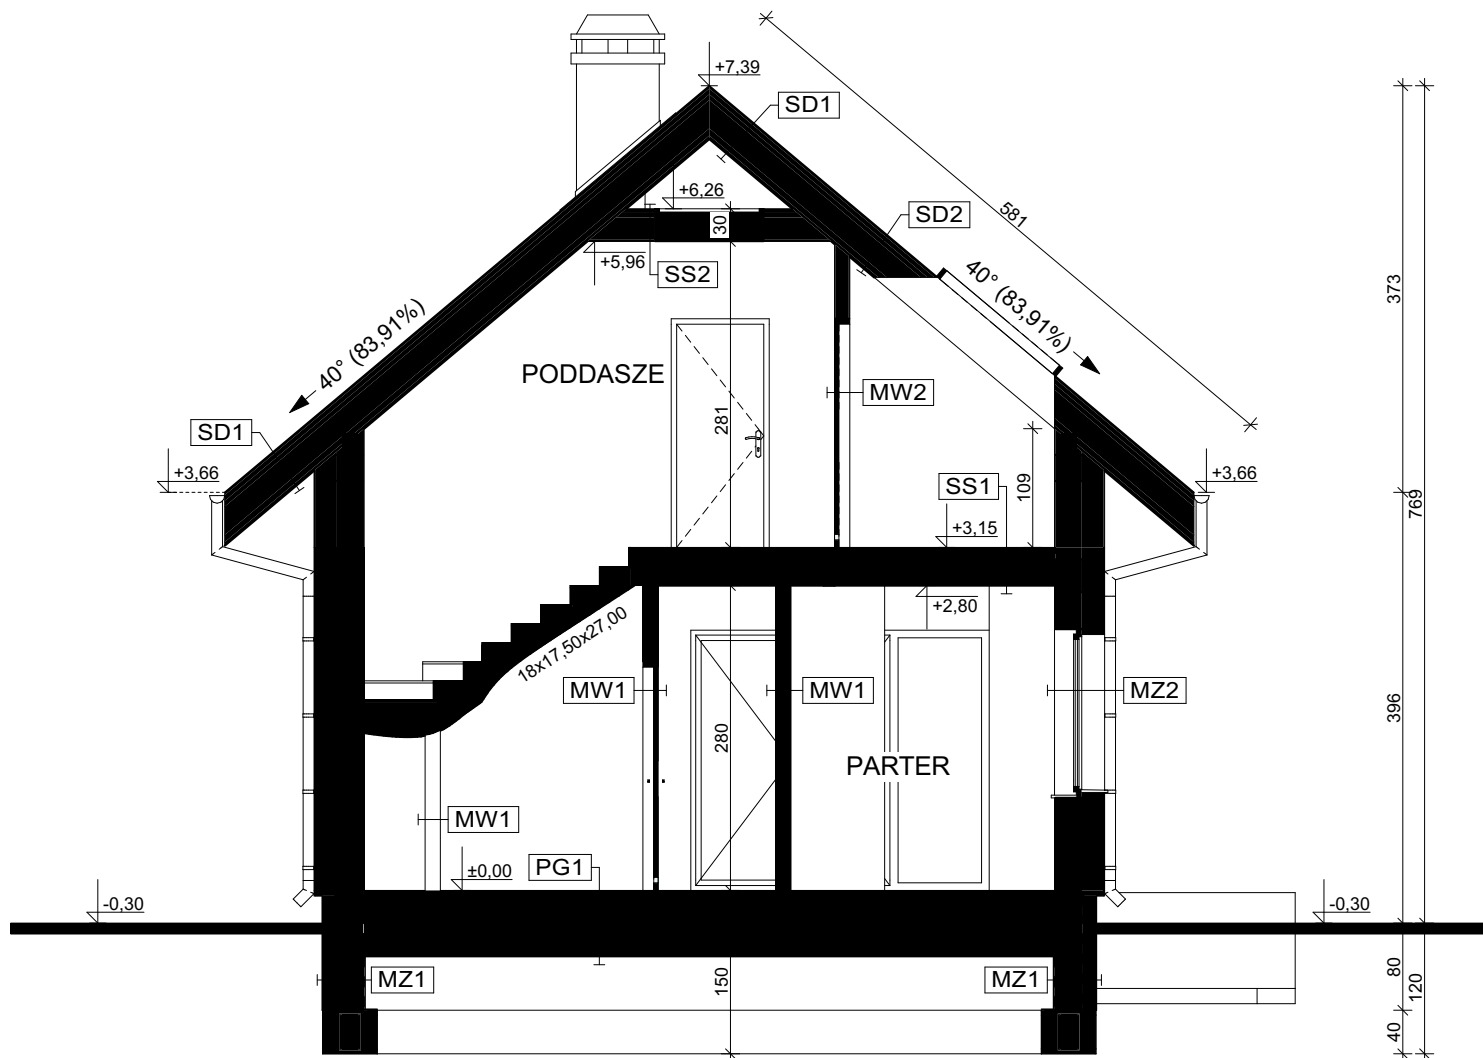 +7,39
SD1
+6,26
30
SD2
581
+5,96
SS2
40° (83,91%)
40° (83,91%)
373
PODDASZE
MW2
281
SD1
+3,66
+3,66
SS1
109
769
+3,15
+2,80
18x17,50x27,00
MW1
MW1
MZ2
396
280
PARTER
MW1
PG1
±0,00
-0,30
-0,30
MZ1
150
MZ1
80
120
40